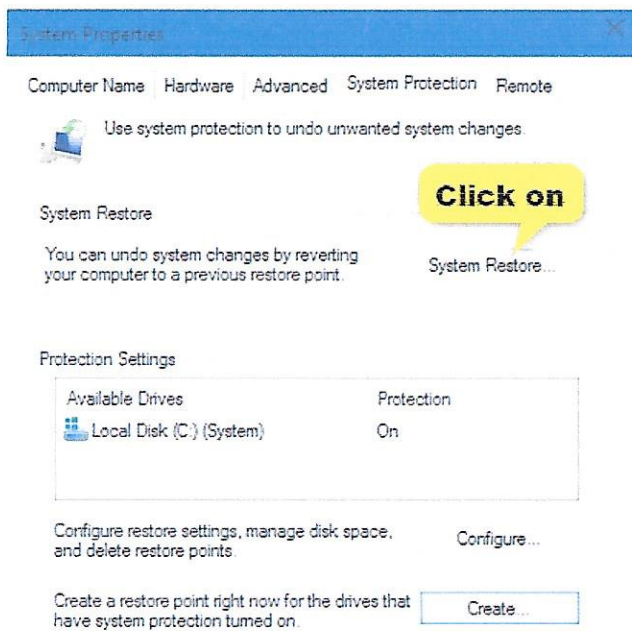 System Properties
Computer Name Hardware Advanced System Protection Remote
Use system protection to undo unwanted system changes.
Click on
System Restore
You can undo system changes by reverting
your computer to a previous restore point.
System Restore...
Protection Settings
Available Drives Protection
Local Disk (C:) (System) On
Configure restore settings, manage disk space,
and delete restore points.
Configure...
Create a restore point right now for the drives that
have system protection turned on.
Create...